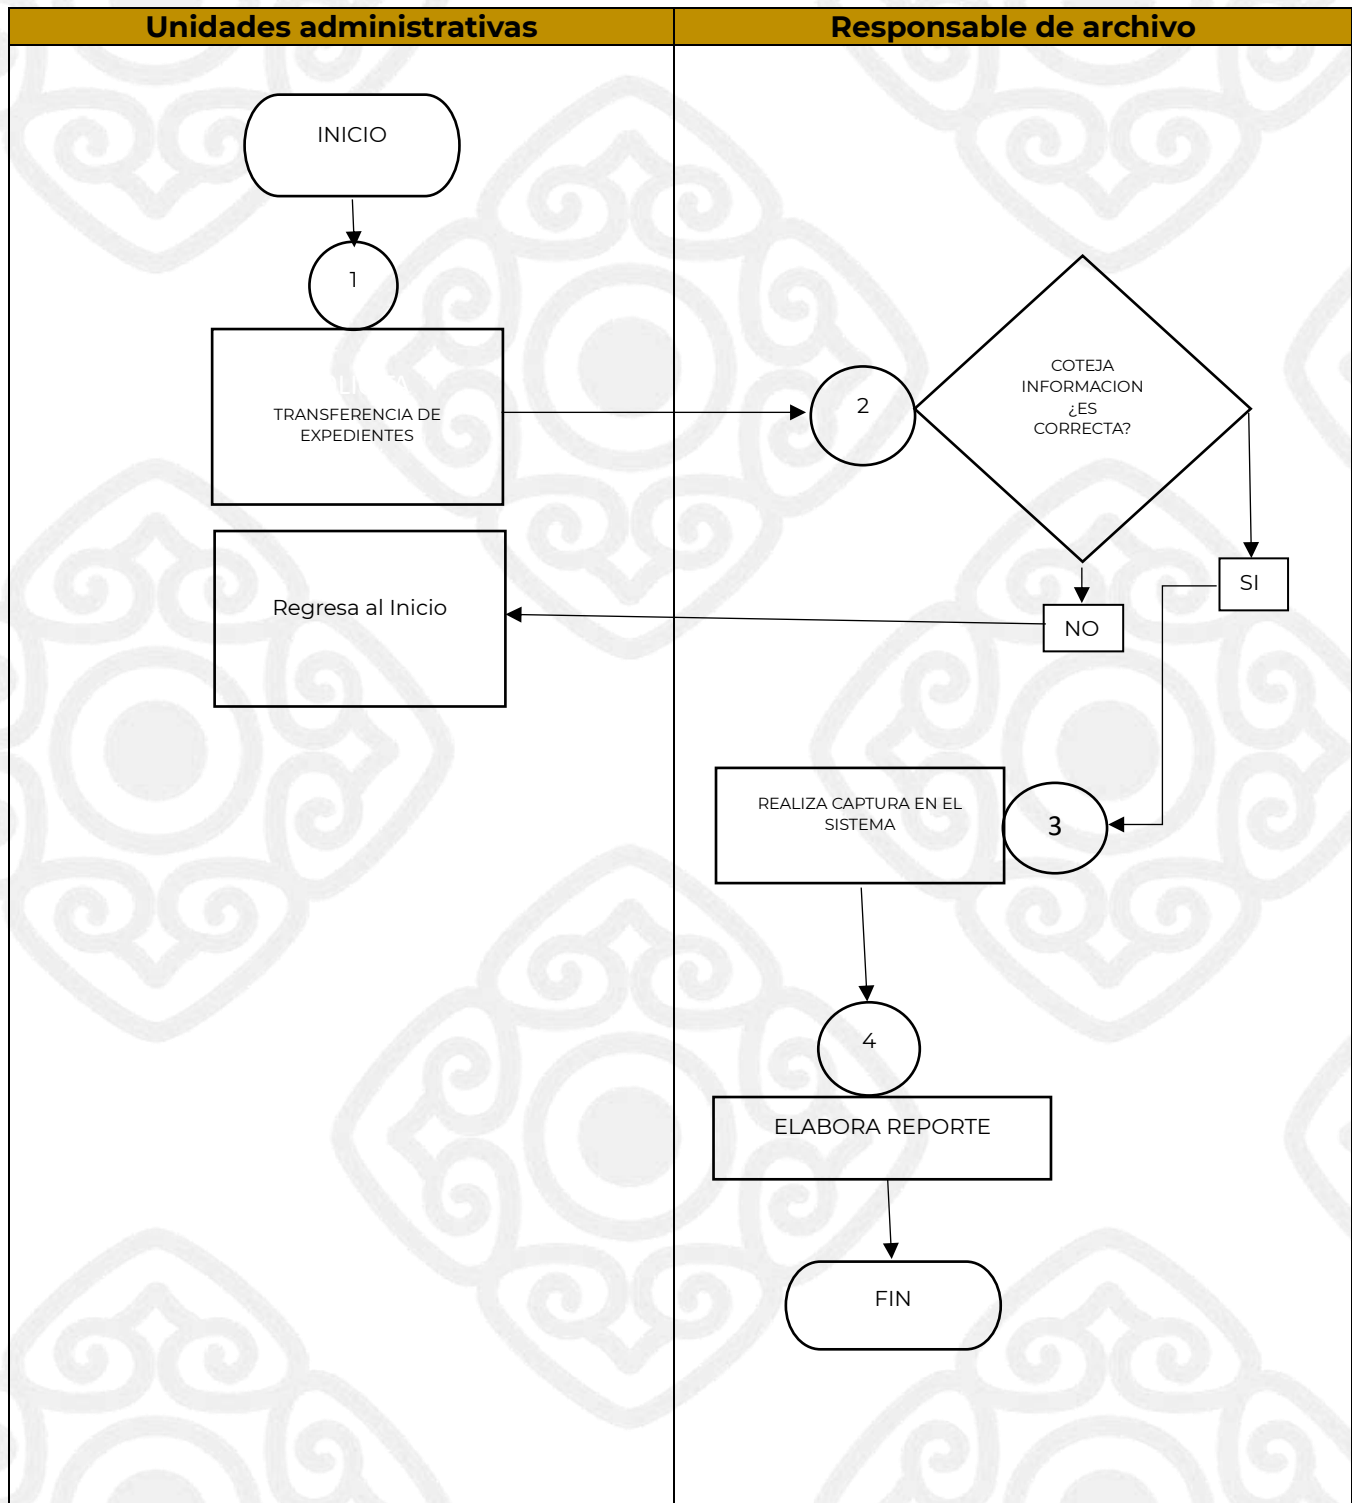 Unidades administrativas
Responsable de archivo
INICIO
1
TRANSFERENCIA DE
EXPEDIENTES
2
COTEJA
INFORMACION
¿ES
CORRECTA?
SI
NO
Regresa al Inicio
REALIZA CAPTURA EN EL
SISTEMA
3
4
ELABORA REPORTE
FIN